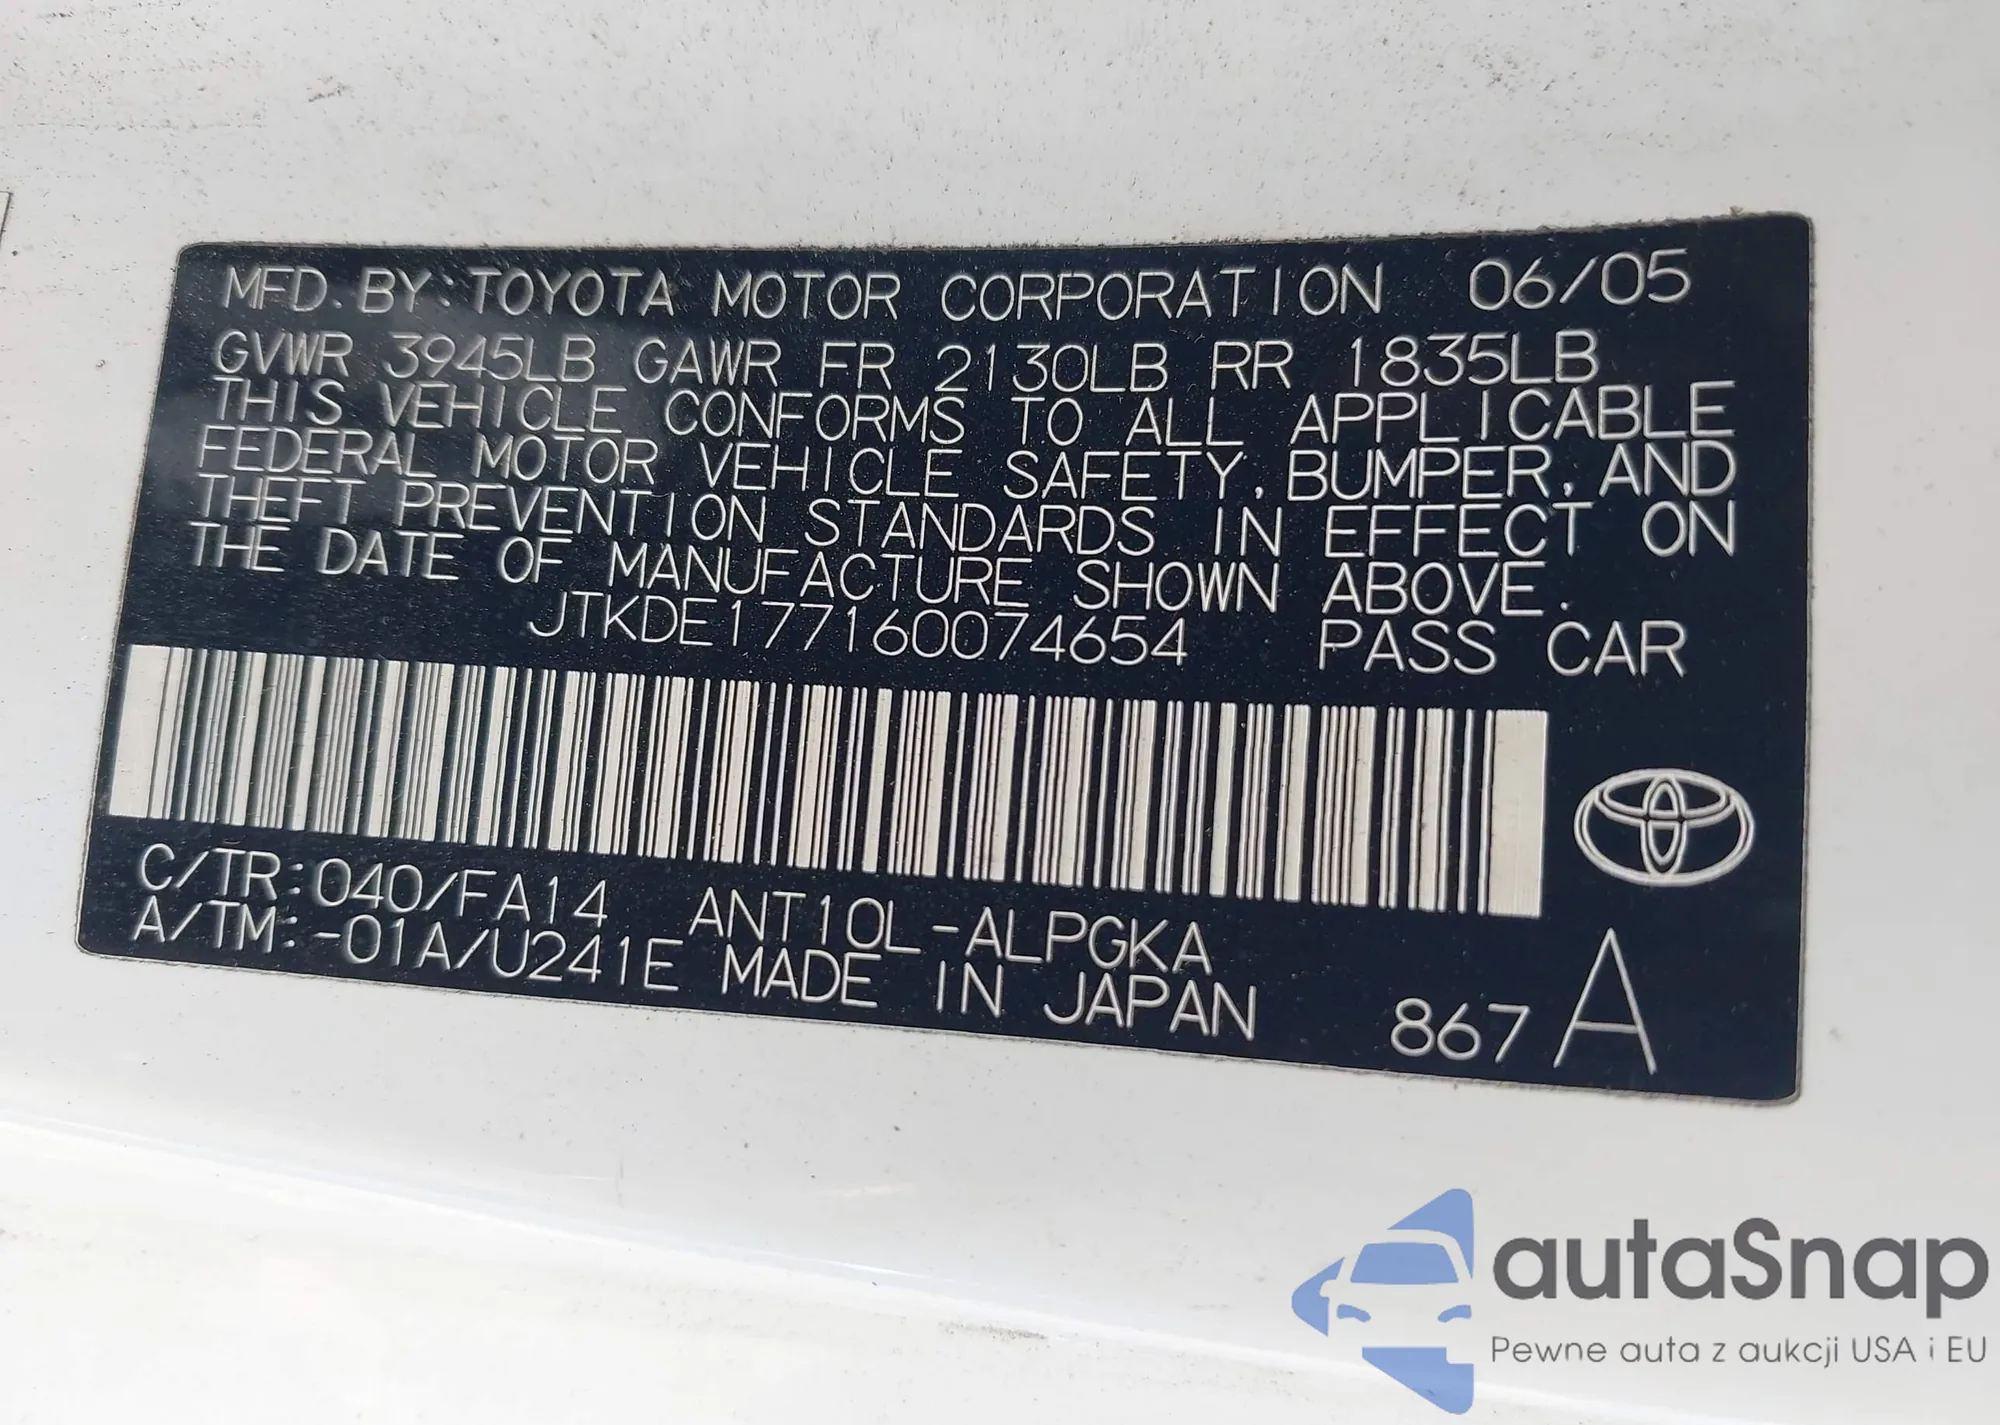 MFD. BY: TOYOTA MOTOR CORPORATION 06/05
GVWR 3945LB GAWR FR 2130LB RR 1835LB
THIS VEHICLE CONFORMS TO ALL APPLICABLE
FEDERAL MOTOR VEHICLE SAFETY, BUMPER, AND
THEFT PREVENTION STANDARDS IN EFFECT ON
THE DATE OF MANUFACTURE SHOWN ABOVE.
JTKDE177160074654 PASS CAR
C/TR:040/FA14 ANT10L-ALPGKA
A/TM:-01A/U241E MADE IN JAPAN 867 A
autaSnap
Pewne auta z aukcji USA i EU